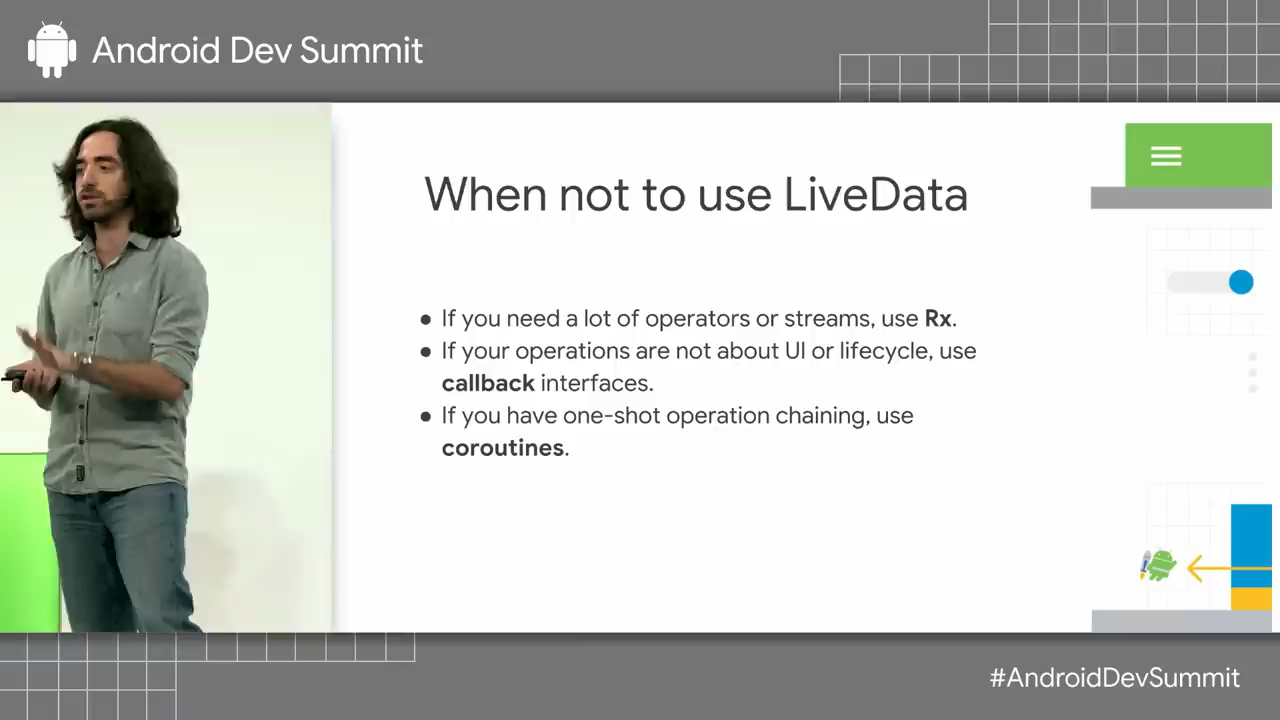 Android Dev Summit
When not to use LiveData
● If you need a lot of operators or streams, use Rx.
● If your operations are not about UI or lifecycle, use
callback interfaces.
● If you have one-shot operation chaining, use
coroutines.
#AndroidDevSummit